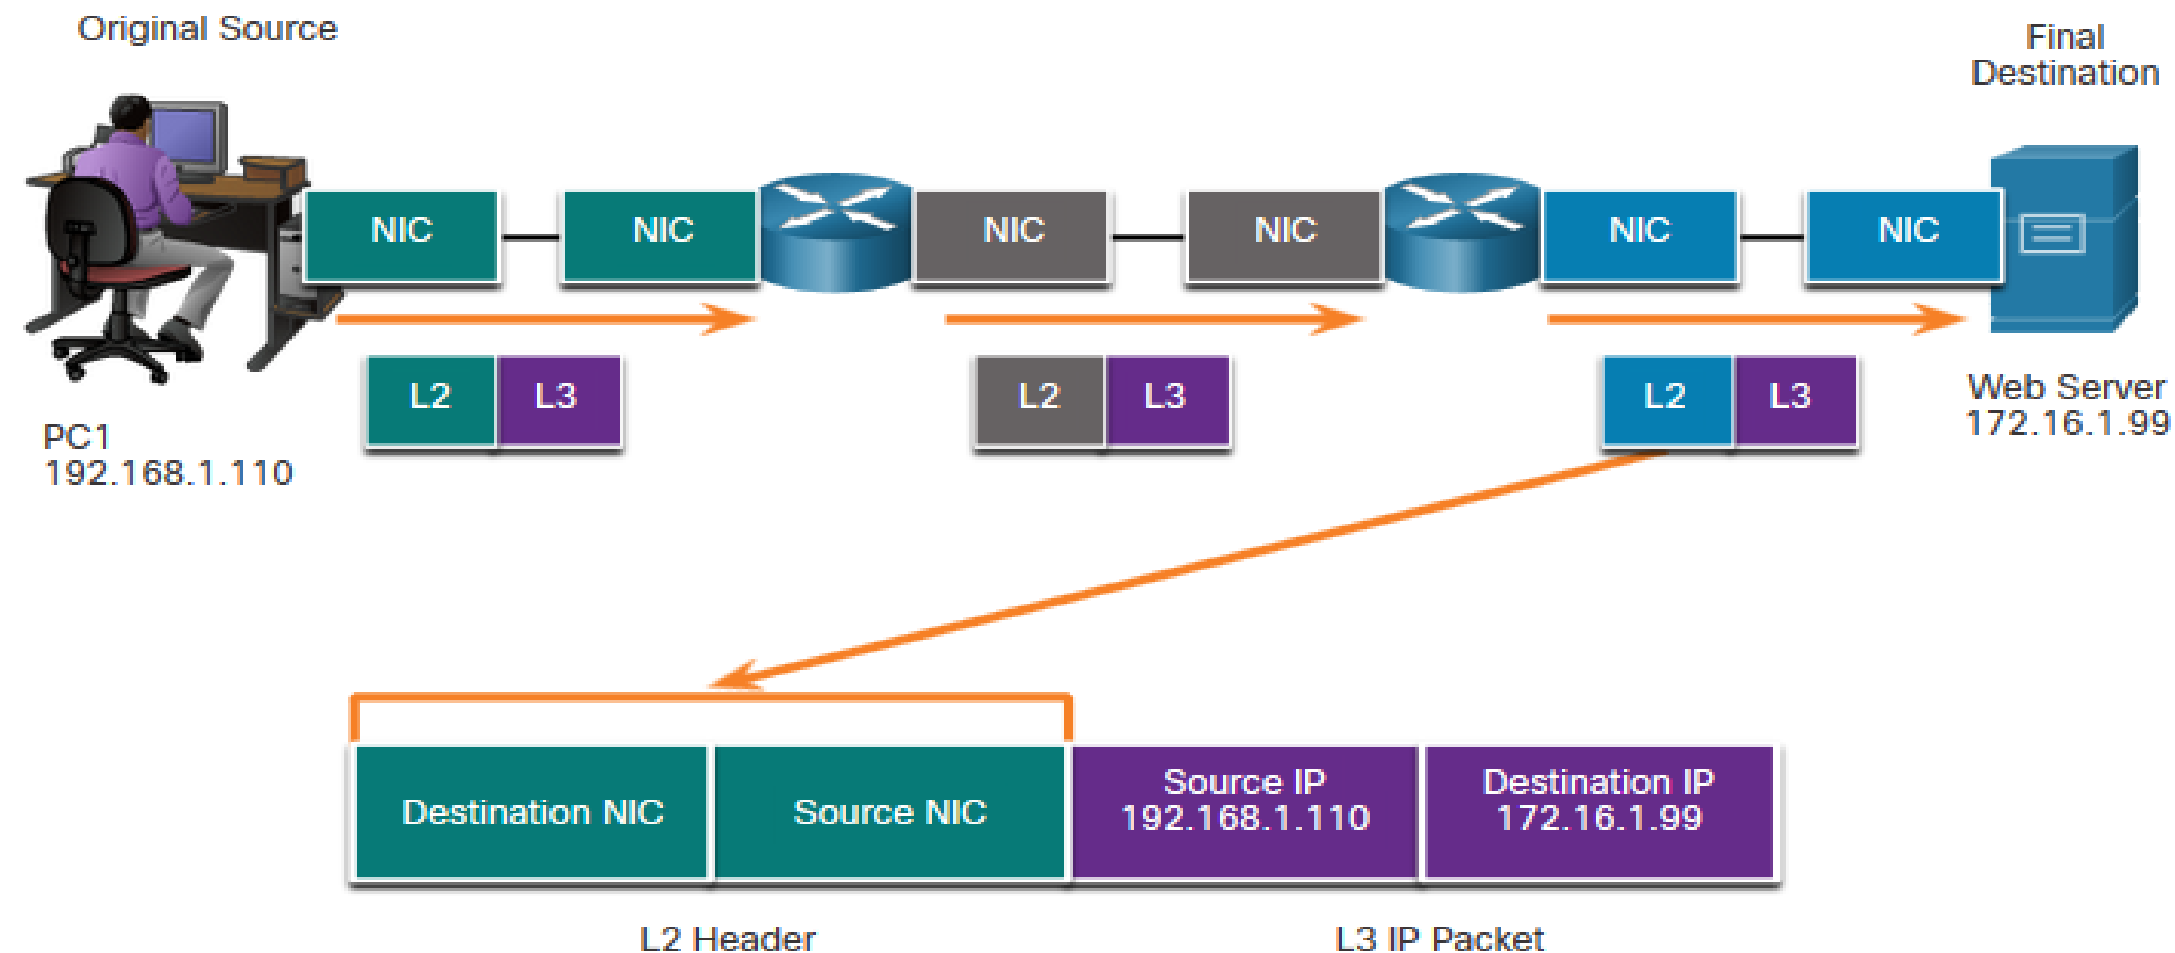 Original Source
Final
Destination
NIC
NIC
NIC
NIC
NIC
NIC
L2
L3
L2
L3
L2
L3
PC1
192.168.1.110
Web Server
172.16.1.99
Destination NIC
Source NIC
Source IP
192.168.1.110
Destination IP
172.16.1.99
L2 Header
L3 IP Packet